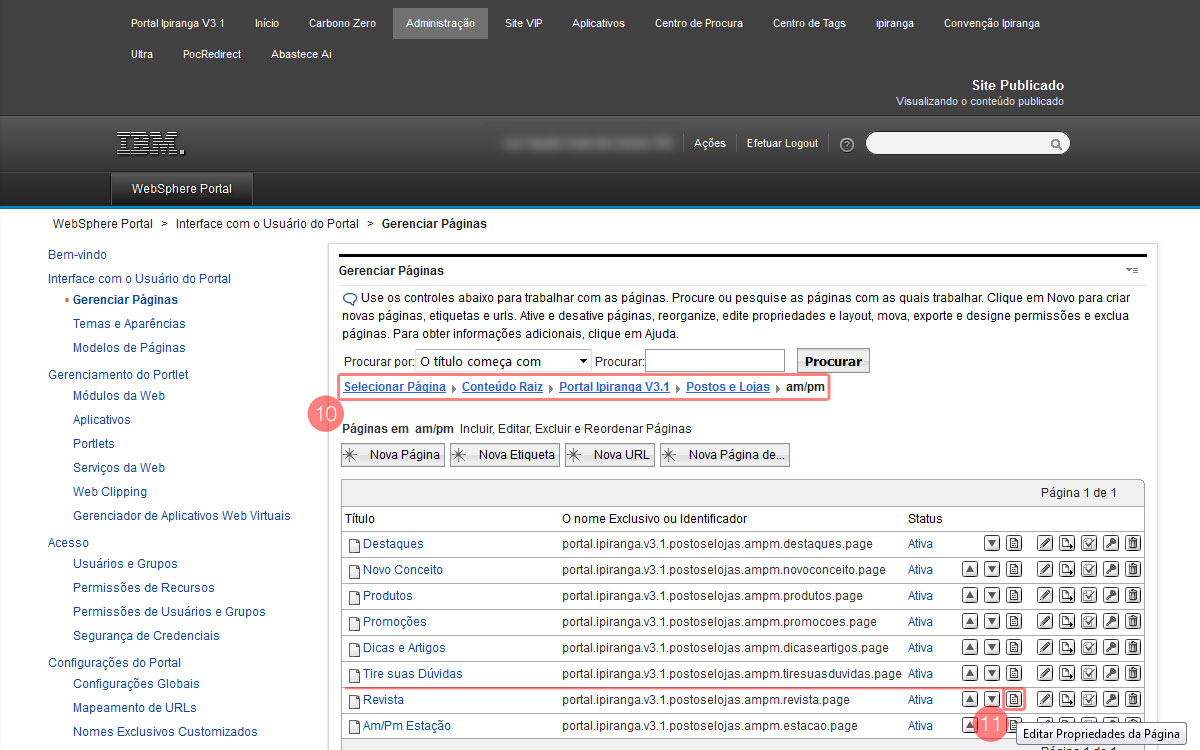 Portal Ipiranga V3.1 Início Carbono Zero Administração Site VIP Aplicativos Centro de Procura Centro de Tags ipiranga Convenção Ipiranga
Ultra PocRedirect Abastece Ai
Site Publicado
Visualizando o conteúdo publicado
IBM. Ações Efetuar Logout ?
WebSphere Portal
WebSphere Portal > Interface com o Usuário do Portal > Gerenciar Páginas
Bem-vindo
Interface com o Usuário do Portal
Gerenciar Páginas
Temas e Aparências
Modelos de Páginas
Gerenciamento do Portlet
Módulos da Web
Aplicativos
Portlets
Serviços da Web
Web Clipping
Gerenciador de Aplicativos Web Virtuais
Acesso
Usuários e Grupos
Permissões de Recursos
Permissões de Usuários e Grupos
Segurança de Credenciais
Configurações do Portal
Configurações Globais
Mapeamento de URLs
Nomes Exclusivos Customizados
Gerenciar Páginas
Use os controles abaixo para trabalhar com as páginas. Procure ou pesquise as páginas com as quais trabalhar. Clique em Novo para criar
novas páginas, etiquetas e urls. Ative e desative páginas, reorganize, edite propriedades e layout, mova, exporte e designe permissões e exclua
páginas. Para obter informações adicionais, clique em Ajuda.
Procurar por: O título começa com Procurar: Procurar
Selecionar Página Conteúdo Raiz Portal Ipiranga V3.1 Postos e Lojas am/pm
10
Páginas em am/pm Incluir, Editar, Excluir e Reordenar Páginas
Nova Página Nova Etiqueta Nova URL Nova Página de...
Página 1 de 1
Título O nome Exclusivo ou Identificador Status
Destaques portal.ipiranga.v3.1.postoselojas.ampm.destaques.page Ativa
Novo Conceito portal.ipiranga.v3.1.postoselojas.ampm.novoconceito.page Ativa
Produtos portal.ipiranga.v3.1.postoselojas.ampm.produtos.page Ativa
Promoções portal.ipiranga.v3.1.postoselojas.ampm.promocoes.page Ativa
Dicas e Artigos portal.ipiranga.v3.1.postoselojas.ampm.dicaseartigos.page Ativa
Tire suas Dúvidas portal.ipiranga.v3.1.postoselojas.ampm.tiresuasduvidas.page Ativa
Revista portal.ipiranga.v3.1.postoselojas.ampm.revista.page Ativa
Am/Pm Estação portal.ipiranga.v3.1.postoselojas.ampm.estacao.page Ativa
11
Editar Propriedades da Página
Página 1 de 1